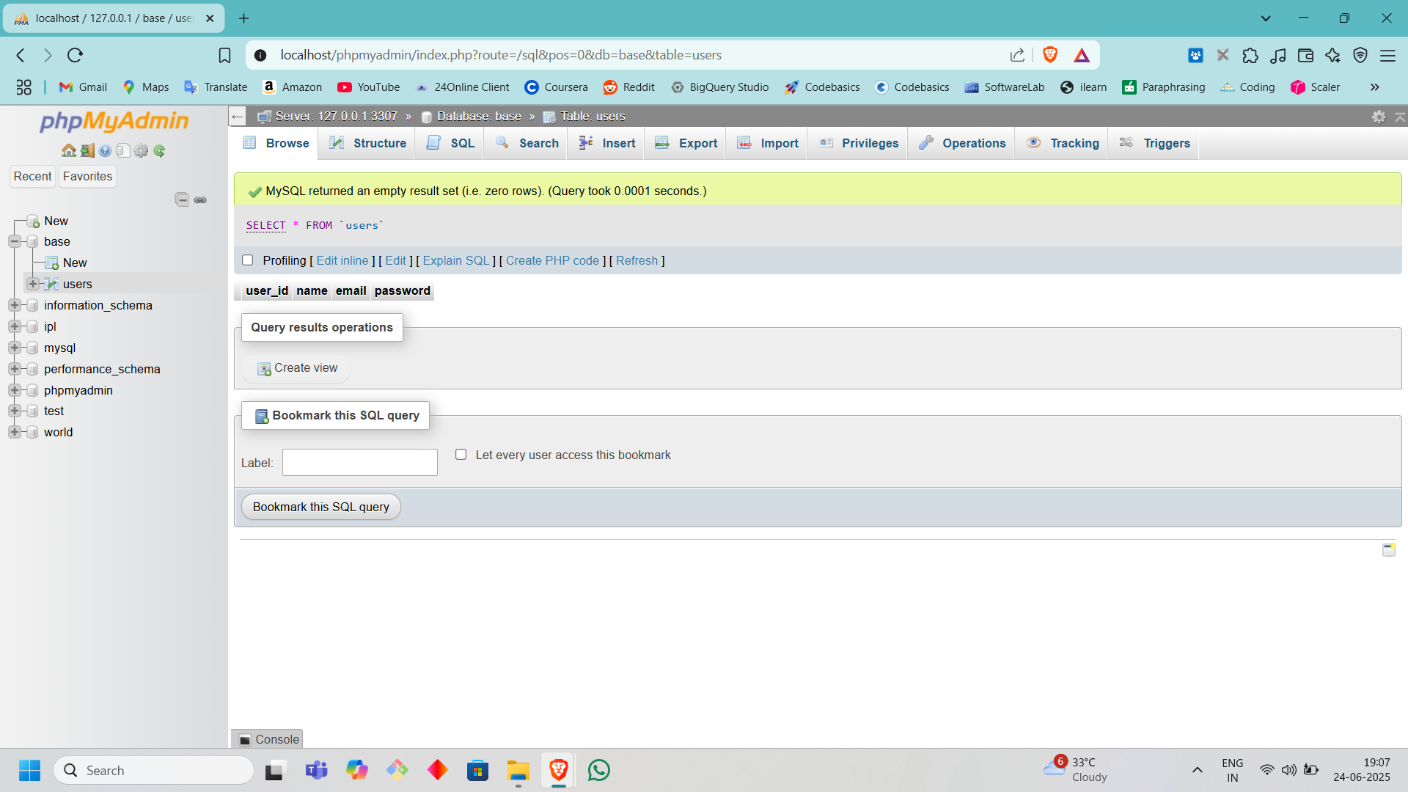 localhost / 127.0.0.1 / base / use
localhost/phpmyadmin/index.php?route=/sql&pos=0&db=base&table=users
Gmail Maps Translate Amazon YouTube 24Online Client Coursera Reddit BigQuery Studio Codebasics Codebasics SoftwareLab ilearn Paraphrasing Coding Scaler »
phpMyAdmin
Recent Favorites
New
base
New
users
information_schema
ipl
mysql
performance_schema
phpmyadmin
test
world
Server: 127.0.0.1:3307 » Database: base » Table: users
Browse Structure SQL Search Insert Export Import Privileges Operations Tracking Triggers
MySQL returned an empty result set (i.e. zero rows). (Query took 0.0001 seconds.)
SELECT * FROM `users`
Profiling [ Edit inline ] [ Edit ] [ Explain SQL ] [ Create PHP code ] [ Refresh ]
user_id name email password
Query results operations
Create view
Bookmark this SQL query
Label: Let every user access this bookmark
Bookmark this SQL query
Console
Search
6 33°C
Cloudy
ENG
IN
19:07
24-06-2025